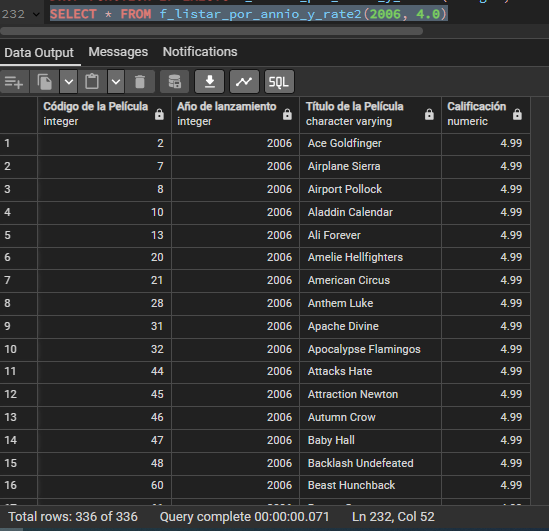 232 SELECT * FROM f_listar_por_annio_y_rate2(2006, 4.0)
Data Output Messages Notifications
SQL
Código de la Película Año de lanzamiento Título de la Película Calificación
integer integer character varying numeric
1 2 2006 Ace Goldfinger 4.99
2 7 2006 Airplane Sierra 4.99
3 8 2006 Airport Pollock 4.99
4 10 2006 Aladdin Calendar 4.99
5 13 2006 Ali Forever 4.99
6 20 2006 Amelie Hellfighters 4.99
7 21 2006 American Circus 4.99
8 28 2006 Anthem Luke 4.99
9 31 2006 Apache Divine 4.99
10 32 2006 Apocalypse Flamingos 4.99
11 44 2006 Attacks Hate 4.99
12 45 2006 Attraction Newton 4.99
13 46 2006 Autumn Crow 4.99
14 47 2006 Baby Hall 4.99
15 48 2006 Backlash Undefeated 4.99
16 60 2006 Beast Hunchback 4.99
Total rows: 336 of 336 Query complete 00:00:00.071 Ln 232, Col 52